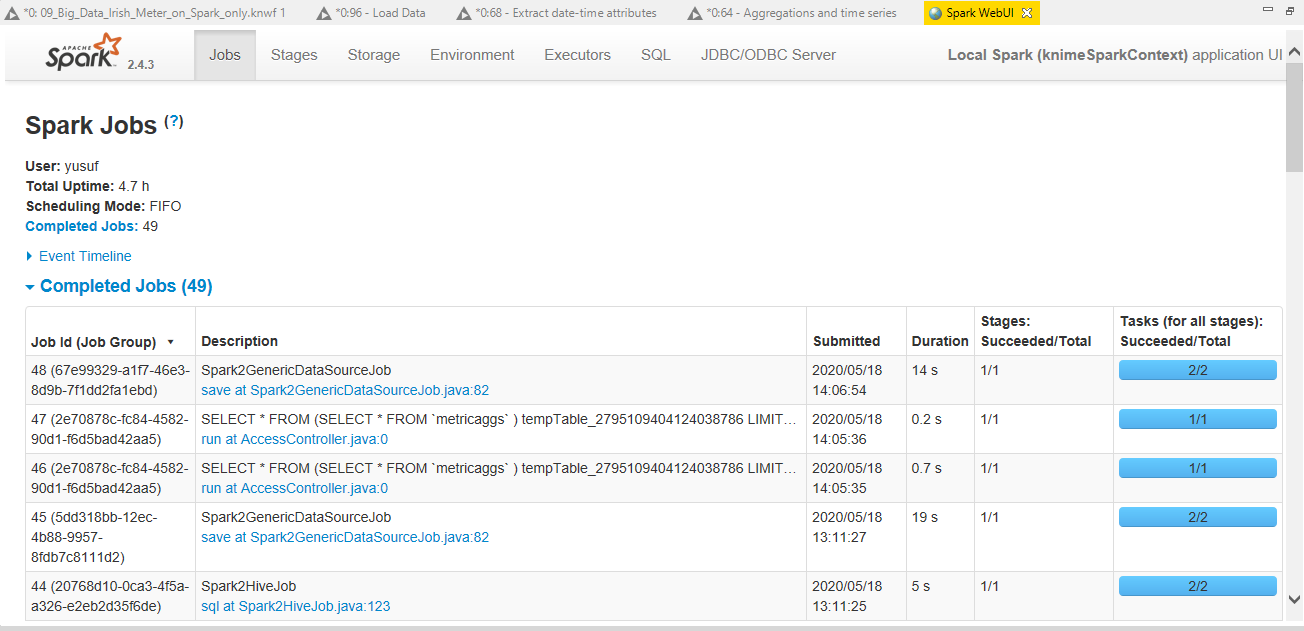 *0: 09_Big_Data_Irish_Meter_on_Spark_only.knwf 1 *0:96 - Load Data *0:68 - Extract date-time attributes *0:64 - Aggregations and time series Spark WebUI
APACHE Spark 2.4.3 Jobs Stages Storage Environment Executors SQL JDBC/ODBC Server Local Spark (knimeSparkContext) application UI
Spark Jobs (?)
User: yusuf
Total Uptime: 4.7 h
Scheduling Mode: FIFO
Completed Jobs: 49
Event Timeline
Completed Jobs (49)
Stages: Tasks (for all stages):
Job Id (Job Group) Description Submitted Duration Succeeded/Total Succeeded/Total
48 (67e99329-a1f7-46e3- Spark2GenericDataSourceJob 2020/05/18 14 s 1/1 2/2
8d9b-7f1dd2fa1ebd) save at Spark2GenericDataSourceJob.java:82 14:06:54
47 (2e70878c-fc84-4582- SELECT * FROM (SELECT * FROM `metricaggs` ) tempTable_2795109404124038786 LIMIT… 2020/05/18 0.2 s 1/1 1/1
90d1-f6d5bad42aa5) run at AccessController.java:0 14:05:36
46 (2e70878c-fc84-4582- SELECT * FROM (SELECT * FROM `metricaggs` ) tempTable_2795109404124038786 LIMIT… 2020/05/18 0.7 s 1/1 1/1
90d1-f6d5bad42aa5) run at AccessController.java:0 14:05:35
45 (5dd318bb-12ec- Spark2GenericDataSourceJob 2020/05/18 19 s 1/1 2/2
4b88-9957- save at Spark2GenericDataSourceJob.java:82 13:11:27
8fdb7c8111d2)
44 (20768d10-0ca3-4f5a- Spark2HiveJob 2020/05/18 5 s 1/1 2/2
a326-e2eb2d35f6de) sql at Spark2HiveJob.java:123 13:11:25